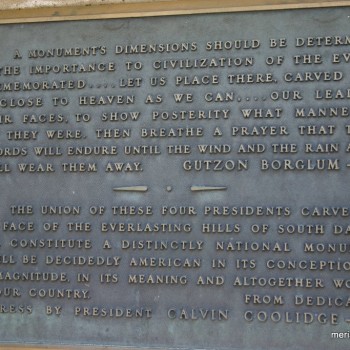 A MONUMENT'S DIMENSIONS SHOULD BE DETERM
THE IMPORTANCE TO CIVILIZATION OF THE EV
MEMORATED.... LET US PLACE THERE, CARVED
CLOSE TO HEAVEN AS WE CAN.... OUR LEA
IR FACES, TO SHOW POSTERITY WHAT MANNE
THEY WERE. THEN BREATHE A PRAYER THAT T
ORDS WILL ENDURE UNTIL THE WIND AND THE RAIN A
LL WEAR THEM AWAY. GUTZON BORGLUM -
THE UNION OF THESE FOUR PRESIDENTS CARVE
FACE OF THE EVERLASTING HILLS OF SOUTH DA
CONSTITUTE A DISTINCTLY NATIONAL MONU
LL BE DECIDEDLY AMERICAN IN ITS CONCEPTIO
MAGNITUDE, IN ITS MEANING AND ALTOGETHER WO
OUR COUNTRY. FROM DEDICA
RESS BY PRESIDENT CALVIN COOLIDGE -
meri